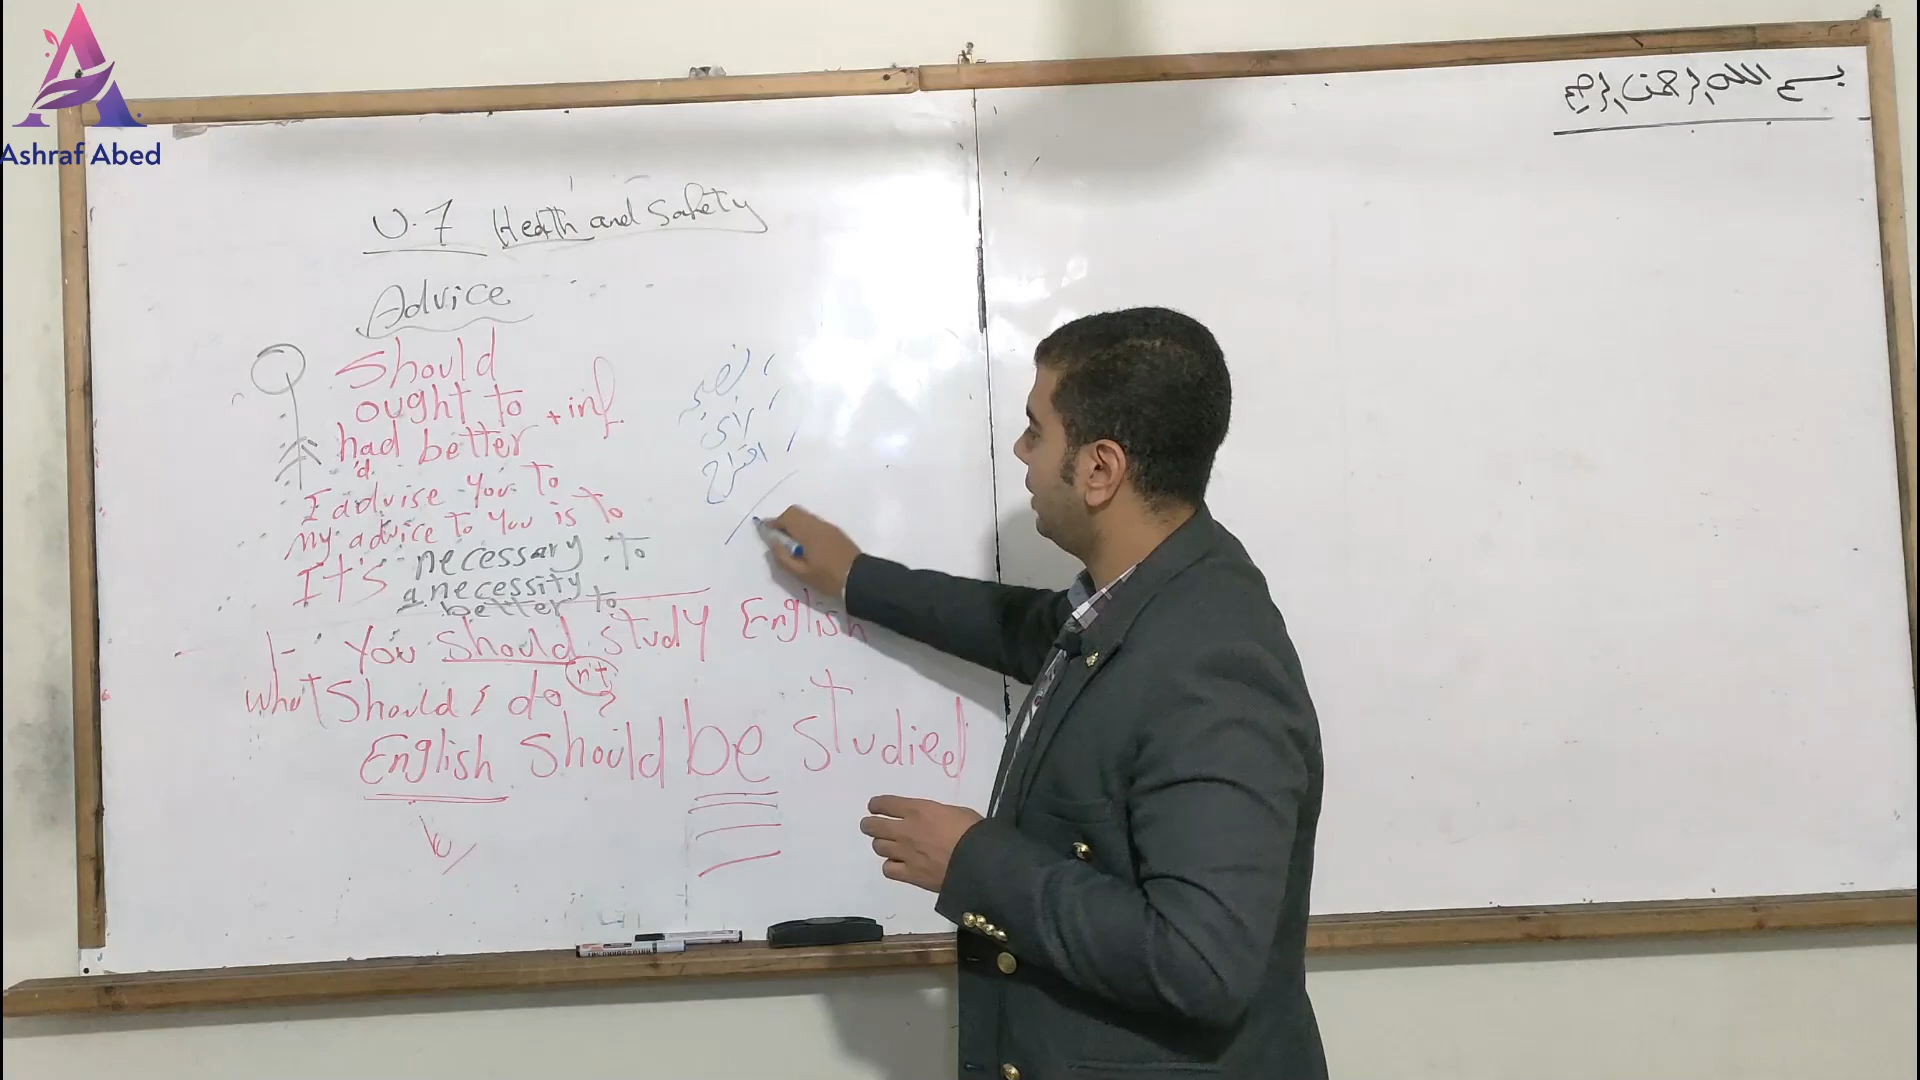 Ashraf Abed
بسم الله الرحمن الرحيم
U.7 Health and Safety
Advice
should
ought to + inf.
had better
'd
I advise you to
my advice to you is to
It's necessary to
a necessity
better to
1- You should study English
n't
What should I do ?
English should be studied
نصيحة
رأى
اقتراح